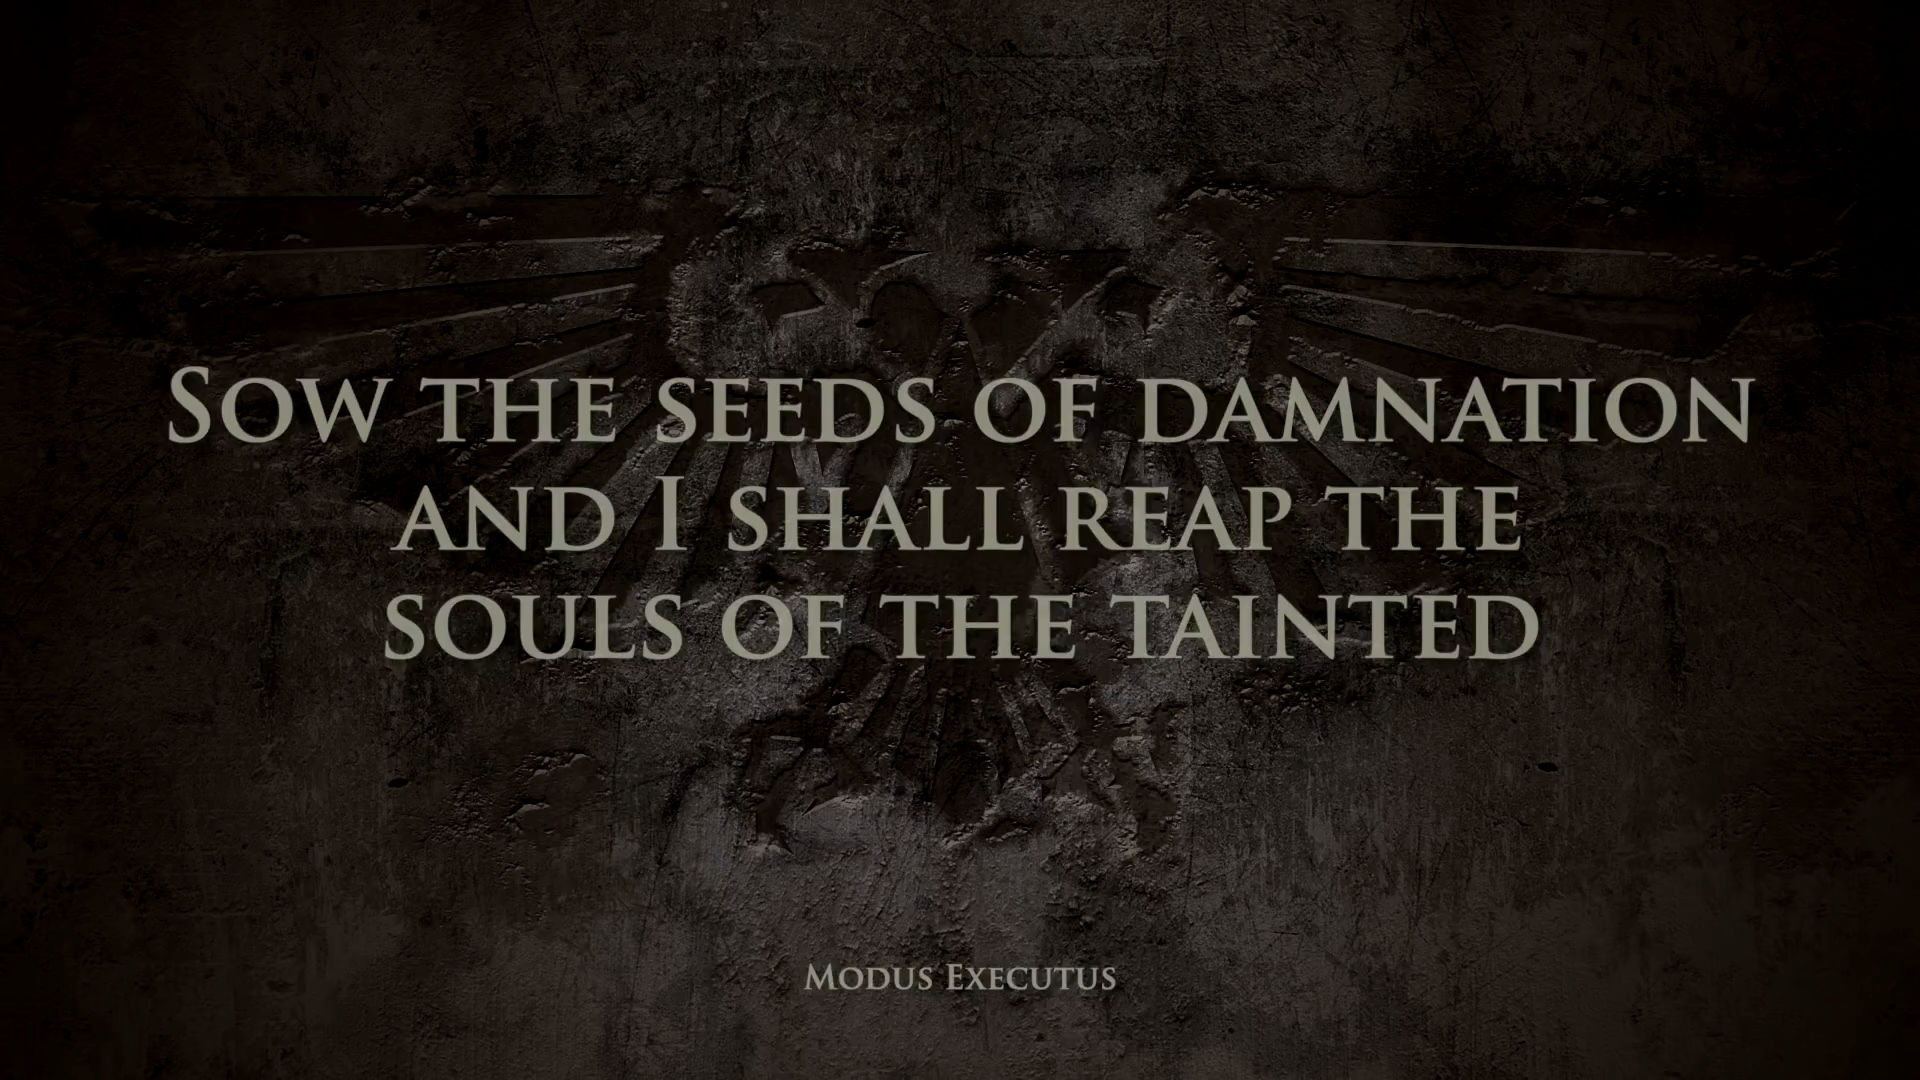 Sow the seeds of damnation
and I shall reap the
souls of the tainted
Modus Executus